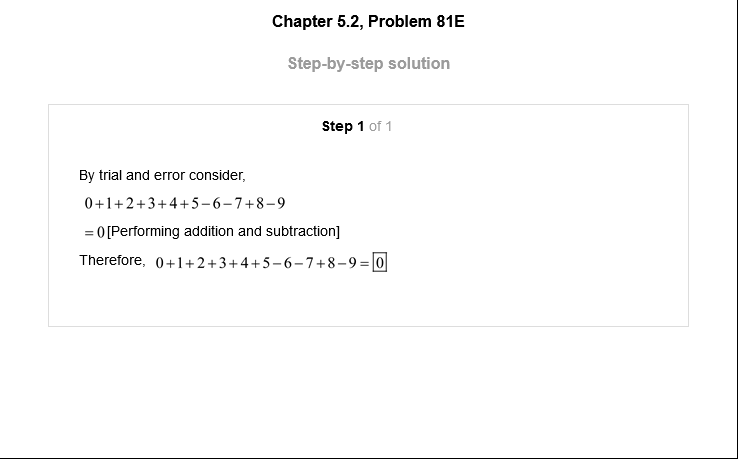 Chapter 5.2, Problem 81E
Step-by-step solution
Step 1 of 1
By trial and error consider,
0+1+2+3+4+5−6−7+8−9
= 0 [Performing addition and subtraction]
Therefore, 0+1+2+3+4+5−6−7+8−9 = 0